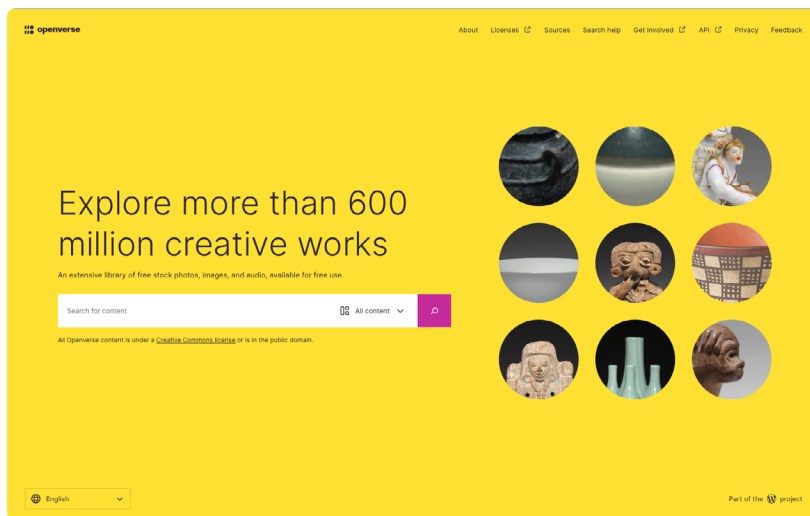 openverse
About Licenses Sources Search help Get involved API Privacy Feedback
Explore more than 600
million creative works
An extensive library of free stock photos, images, and audio, available for free use.
Search for content All content
All Openverse content is under a Creative Commons license or is in the public domain.
English
Part of the W project